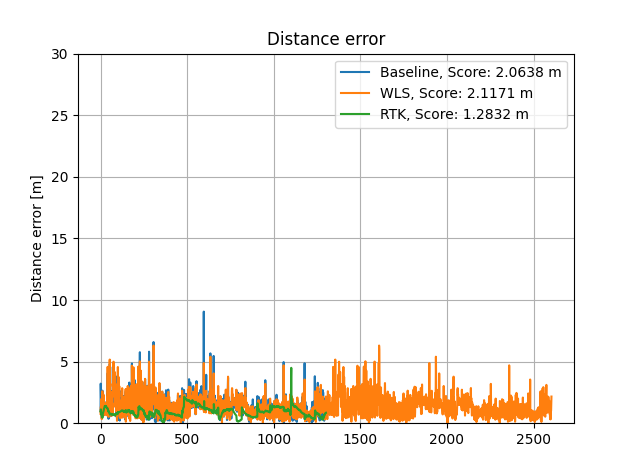 Distance error
30
25
20
15
10
5
0
Distance error [m]
Baseline, Score: 2.0638 m
WLS, Score: 2.1171 m
RTK, Score: 1.2832 m
0 500 1000 1500 2000 2500